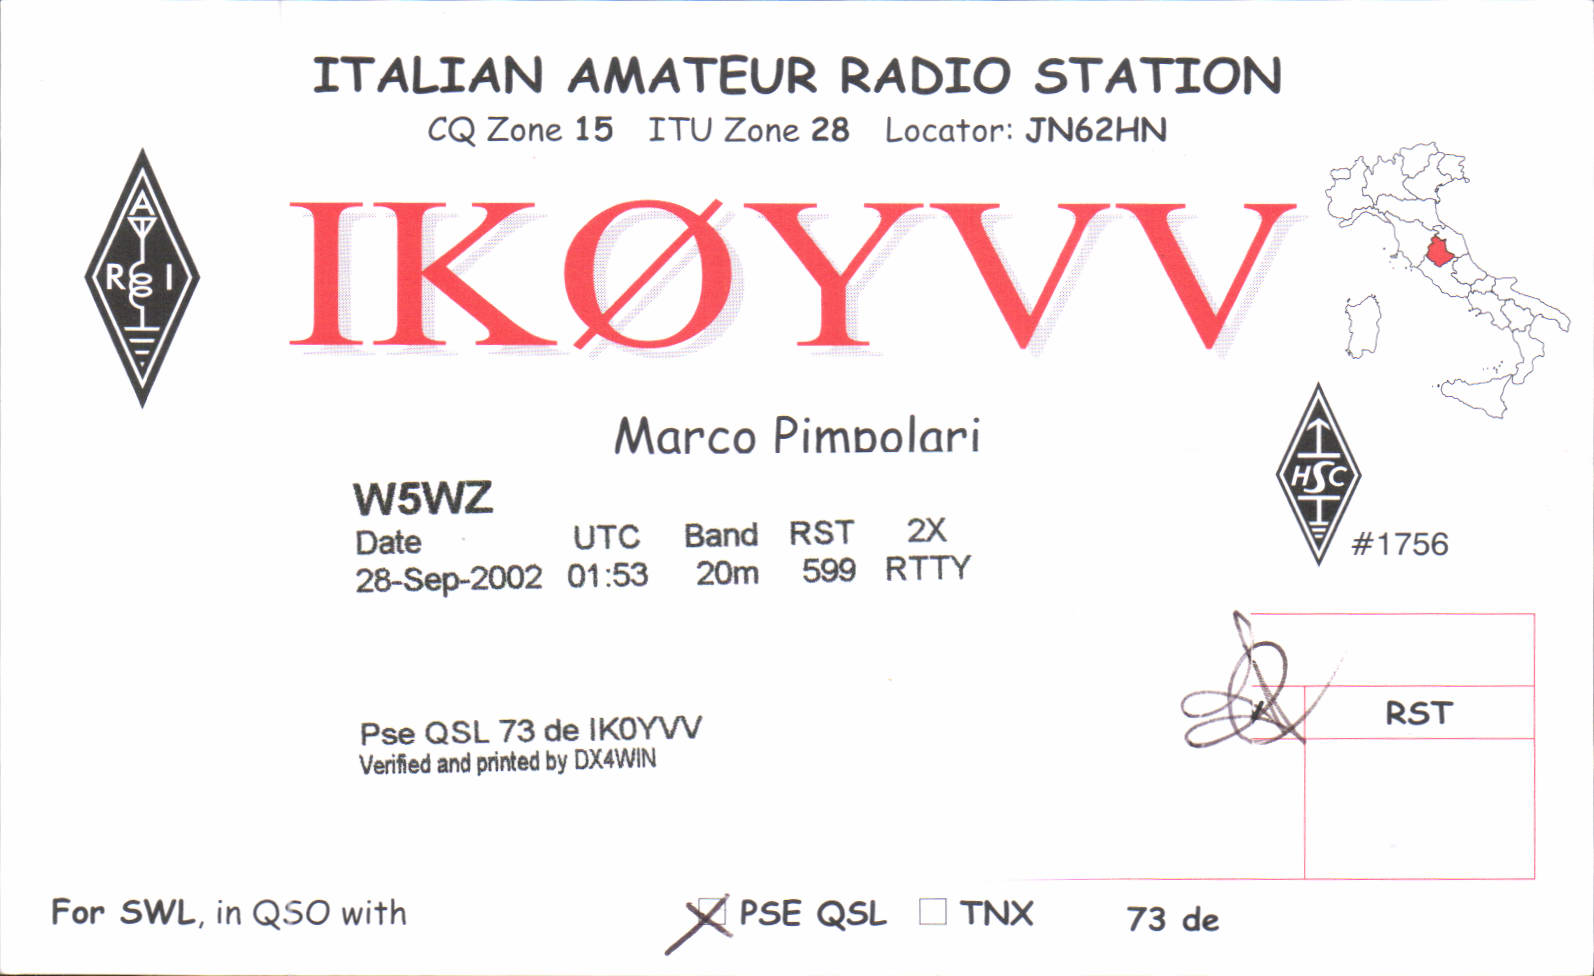 ITALIAN AMATEUR RADIO STATION
CQ Zone 15 ITU Zone 28 Locator: JN62HN
A
R I
IKØYVV
Marco Pimpolari
HSC
#1756
W5WZ
Date UTC Band RST 2X
28-Sep-2002 01:53 20m 599 RTTY
RST
Pse QSL 73 de IK0YVV
Verified and printed by DX4WIN
For SWL, in QSO with PSE QSL TNX 73 de